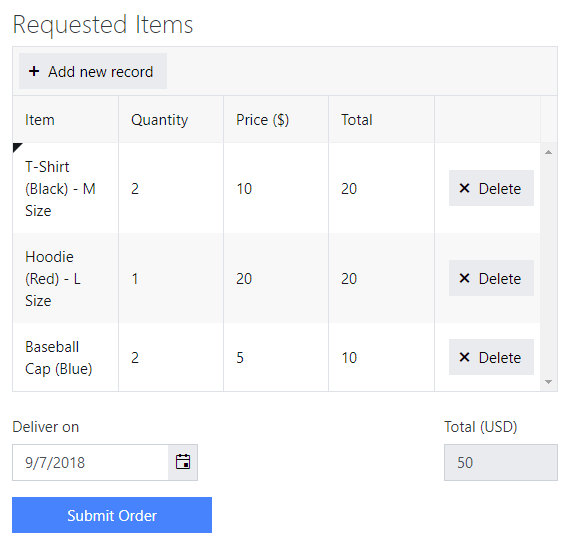 Requested Items
+ Add new record
Item Quantity Price ($) Total
T-Shirt
(Black) - M
Size
2 10 20 × Delete
Hoodie
(Red) - L
Size
1 20 20 × Delete
Baseball
Cap (Blue)
2 5 10 × Delete
Deliver on Total (USD)
9/7/2018 50
Submit Order